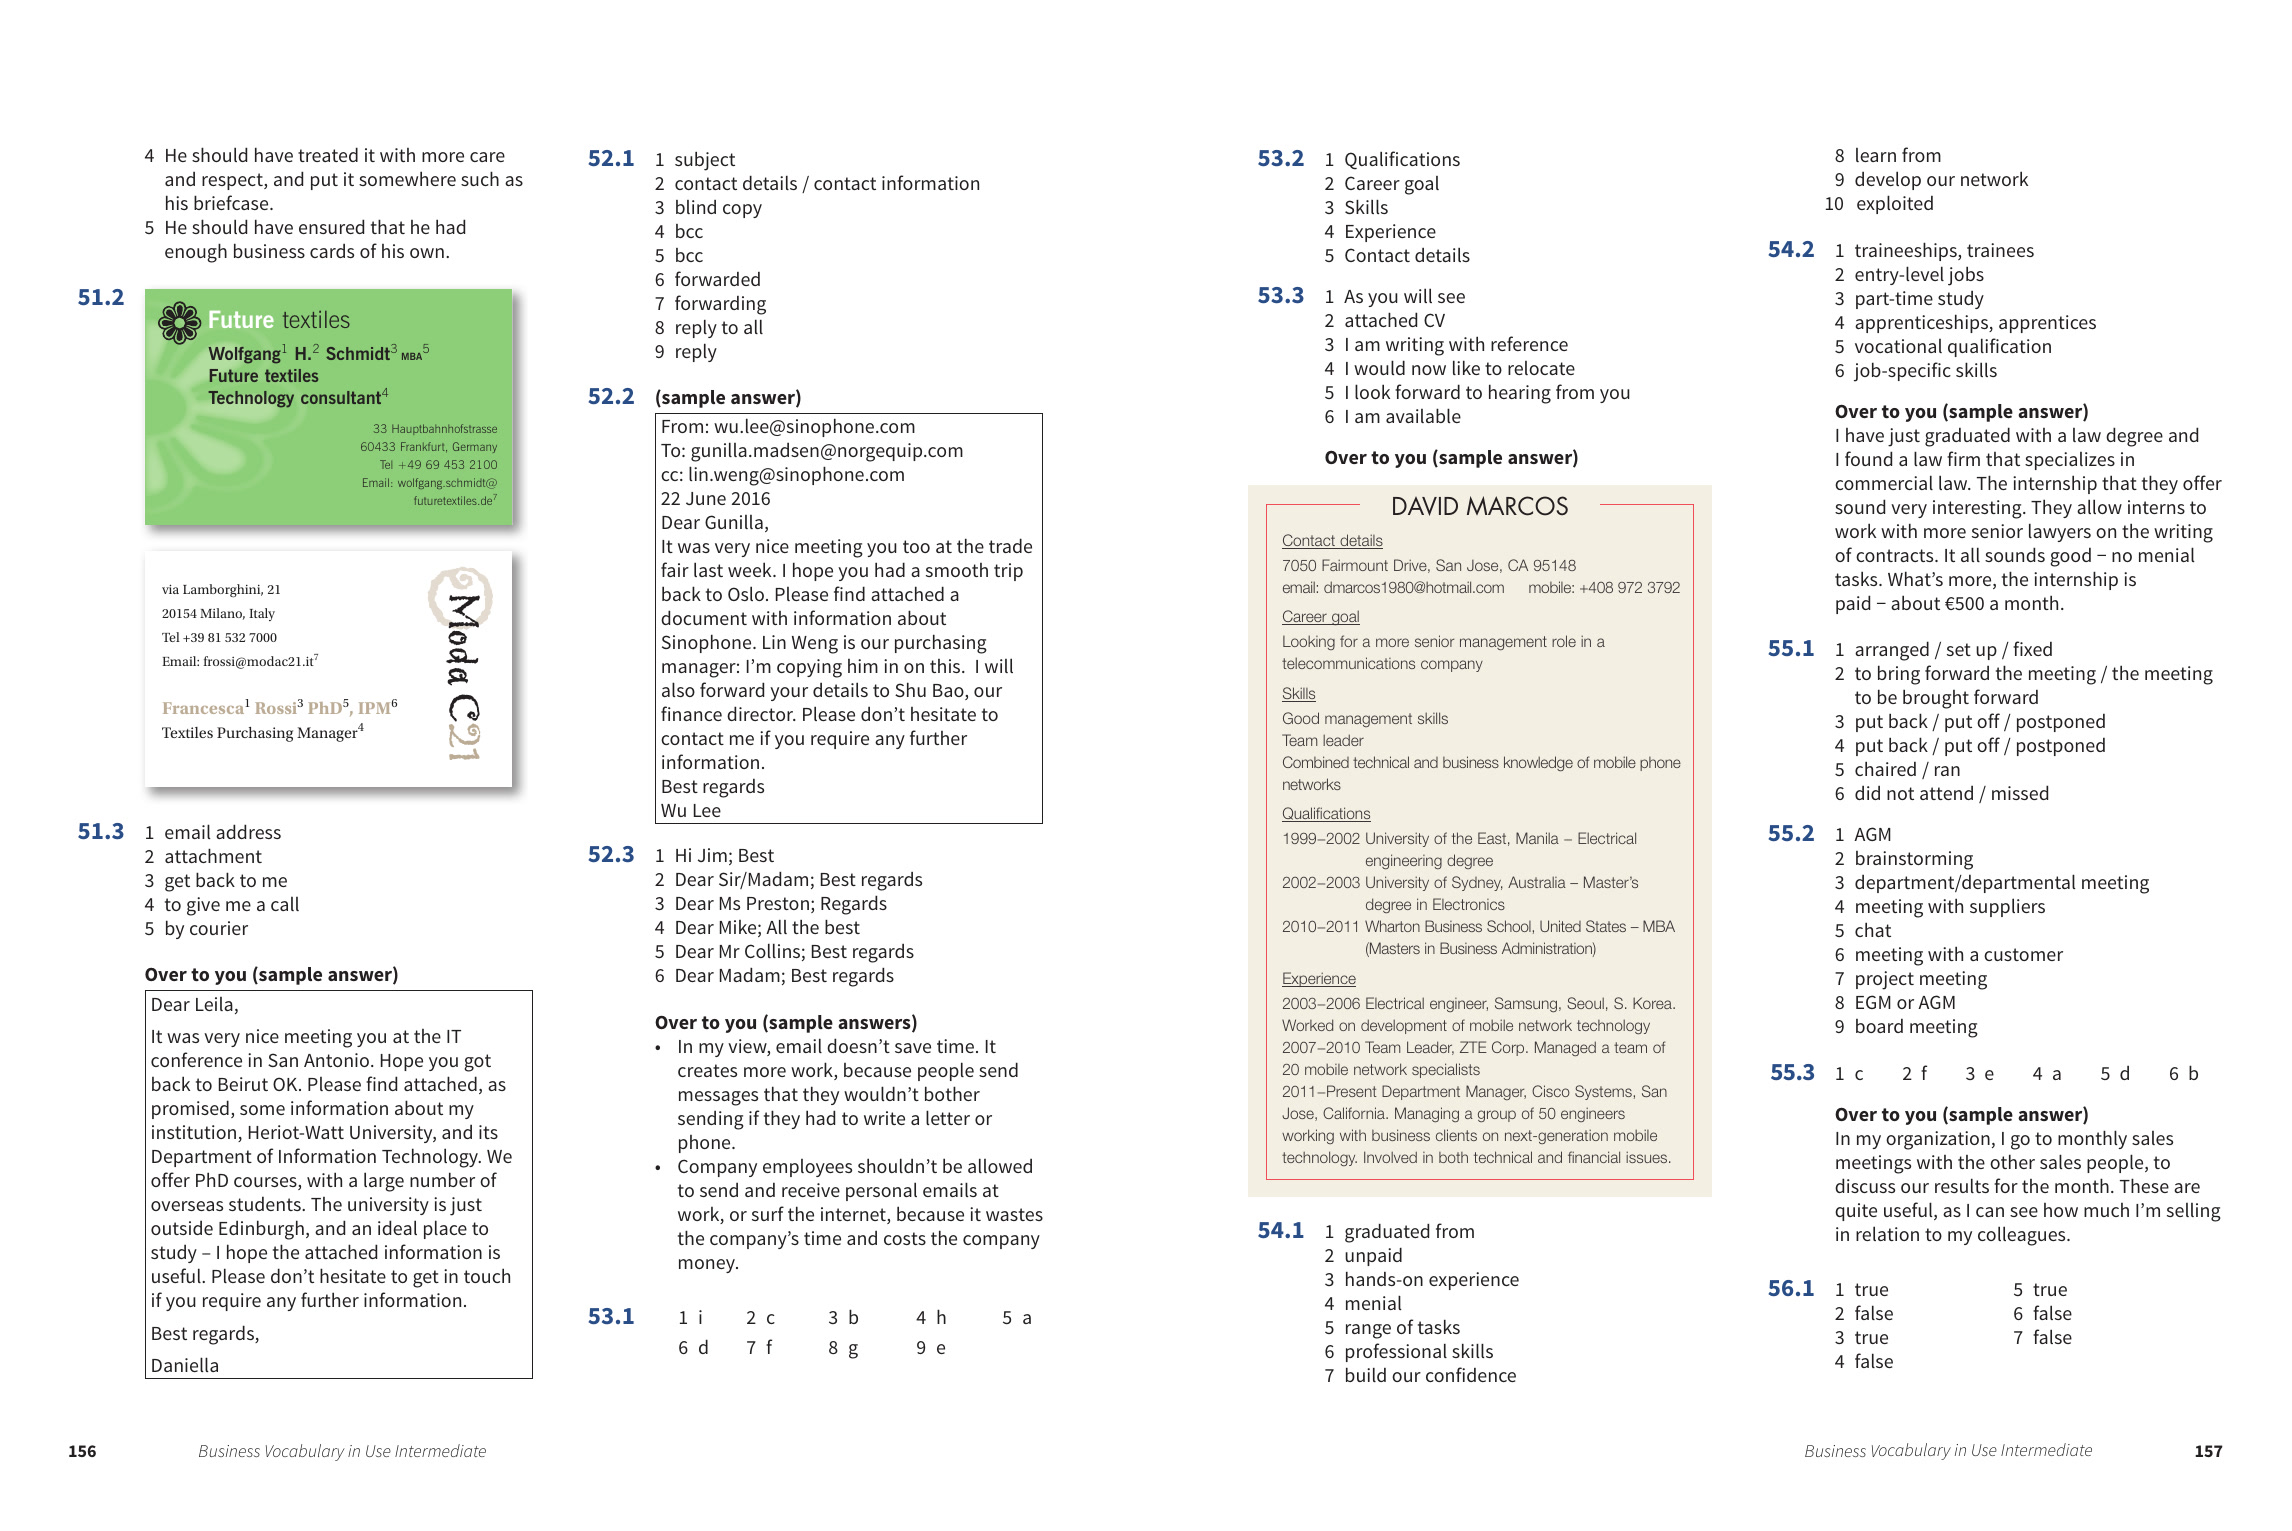 4 He should have treated it with more care
and respect, and put it somewhere such as
his briefcase.
5 He should have ensured that he had
enough business cards of his own.
51.2
Future textiles
Wolfgang1 H.2 Schmidt3 MBA5
Future textiles
Technology consultant4
33 Hauptbahnhofstrasse
60433 Frankfurt, Germany
Tel +49 69 453 2100
Email: wolfgang.schmidt@
futuretextiles.de7
via Lamborghini, 21
20154 Milano, Italy
Tel +39 81 532 7000
Email: frossi@modac21.it7
Francesca1 Rossi3 PhD5, IPM6
Textiles Purchasing Manager4
Moda C21
51.3 1 email address
2 attachment
3 get back to me
4 to give me a call
5 by courier
Over to you (sample answer)
Dear Leila,
It was very nice meeting you at the IT
conference in San Antonio. Hope you got
back to Beirut OK. Please find attached, as
promised, some information about my
institution, Heriot-Watt University, and its
Department of Information Technology. We
offer PhD courses, with a large number of
overseas students. The university is just
outside Edinburgh, and an ideal place to
study – I hope the attached information is
useful. Please don't hesitate to get in touch
if you require any further information.
Best regards,
Daniella
52.1 1 subject
2 contact details / contact information
3 blind copy
4 bcc
5 bcc
6 forwarded
7 forwarding
8 reply to all
9 reply
52.2 (sample answer)
From: wu.lee@sinophone.com
To: gunilla.madsen@norgequip.com
cc: lin.weng@sinophone.com
22 June 2016
Dear Gunilla,
It was very nice meeting you too at the trade
fair last week. I hope you had a smooth trip
back to Oslo. Please find attached a
document with information about
Sinophone. Lin Weng is our purchasing
manager: I'm copying him in on this. I will
also forward your details to Shu Bao, our
finance director. Please don't hesitate to
contact me if you require any further
information.
Best regards
Wu Lee
52.3 1 Hi Jim; Best
2 Dear Sir/Madam; Best regards
3 Dear Ms Preston; Regards
4 Dear Mike; All the best
5 Dear Mr Collins; Best regards
6 Dear Madam; Best regards
Over to you (sample answers)
• In my view, email doesn't save time. It
creates more work, because people send
messages that they wouldn't bother
sending if they had to write a letter or
phone.
• Company employees shouldn't be allowed
to send and receive personal emails at
work, or surf the internet, because it wastes
the company's time and costs the company
money.
53.1 1 i 2 c 3 b 4 h 5 a
6 d 7 f 8 g 9 e
156 Business Vocabulary in Use Intermediate
53.2 1 Qualifications
2 Career goal
3 Skills
4 Experience
5 Contact details
53.3 1 As you will see
2 attached CV
3 I am writing with reference
4 I would now like to relocate
5 I look forward to hearing from you
6 I am available
Over to you (sample answer)
DAVID MARCOS
Contact details
7050 Fairmount Drive, San Jose, CA 95148
email: dmarcos1980@hotmail.com mobile: +408 972 3792
Career goal
Looking for a more senior management role in a
telecommunications company
Skills
Good management skills
Team leader
Combined technical and business knowledge of mobile phone
networks
Qualifications
1999–2002 University of the East, Manila – Electrical
engineering degree
2002–2003 University of Sydney, Australia – Master's
degree in Electronics
2010–2011 Wharton Business School, United States – MBA
(Masters in Business Administration)
Experience
2003–2006 Electrical engineer, Samsung, Seoul, S. Korea.
Worked on development of mobile network technology
2007–2010 Team Leader, ZTE Corp. Managed a team of
20 mobile network specialists
2011–Present Department Manager, Cisco Systems, San
Jose, California. Managing a group of 50 engineers
working with business clients on next-generation mobile
technology. Involved in both technical and financial issues.
54.1 1 graduated from
2 unpaid
3 hands-on experience
4 menial
5 range of tasks
6 professional skills
7 build our confidence
8 learn from
9 develop our network
10 exploited
54.2 1 traineeships, trainees
2 entry-level jobs
3 part-time study
4 apprenticeships, apprentices
5 vocational qualification
6 job-specific skills
Over to you (sample answer)
I have just graduated with a law degree and
I found a law firm that specializes in
commercial law. The internship that they offer
sound very interesting. They allow interns to
work with more senior lawyers on the writing
of contracts. It all sounds good – no menial
tasks. What's more, the internship is
paid – about €500 a month.
55.1 1 arranged / set up / fixed
2 to bring forward the meeting / the meeting
to be brought forward
3 put back / put off / postponed
4 put back / put off / postponed
5 chaired / ran
6 did not attend / missed
55.2 1 AGM
2 brainstorming
3 department/departmental meeting
4 meeting with suppliers
5 chat
6 meeting with a customer
7 project meeting
8 EGM or AGM
9 board meeting
55.3 1 c 2 f 3 e 4 a 5 d 6 b
Over to you (sample answer)
In my organization, I go to monthly sales
meetings with the other sales people, to
discuss our results for the month. These are
quite useful, as I can see how much I'm selling
in relation to my colleagues.
56.1 1 true 5 true
2 false 6 false
3 true 7 false
4 false
Business Vocabulary in Use Intermediate 157